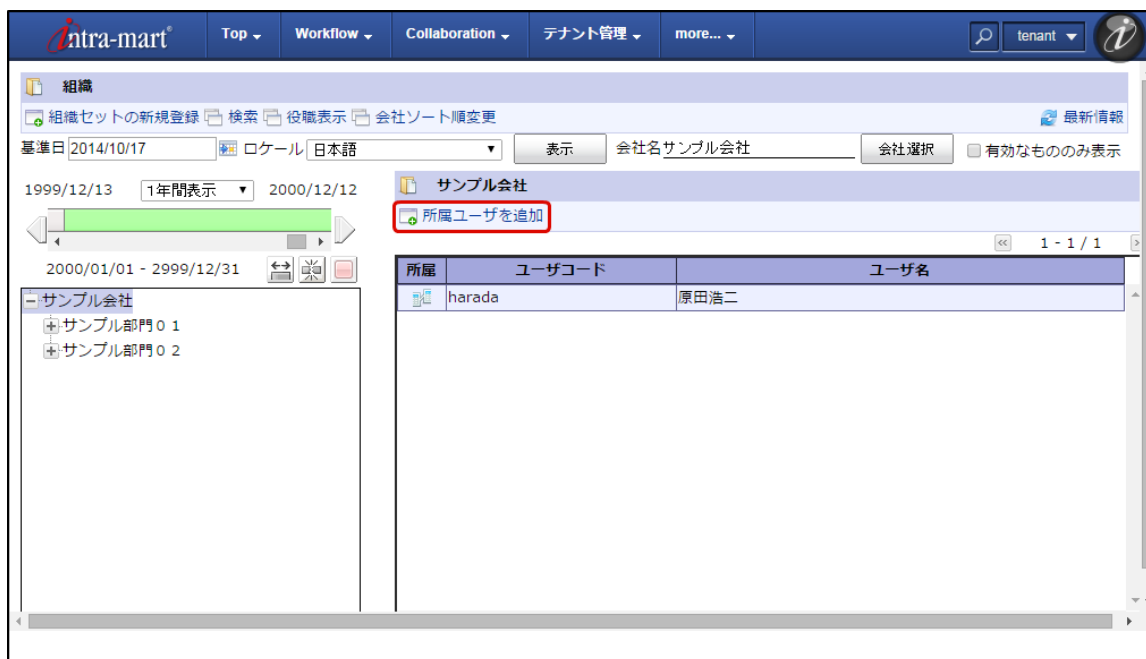 intra-mart® Top Workflow Collaboration テナント管理 more... tenant
組織
組織セットの新規登録 検索 役職表示 会社ソート順変更 最新情報
基準日 2014/10/17 ロケール 日本語 表示 会社名 サンプル会社 会社選択 有効なもののみ表示
1999/12/13 1年間表示 2000/12/12
2000/01/01 - 2999/12/31
サンプル会社
サンプル部門０１
サンプル部門０２
サンプル会社
所属ユーザを追加
1 - 1 / 1
所属 ユーザコード ユーザ名
harada 原田浩二